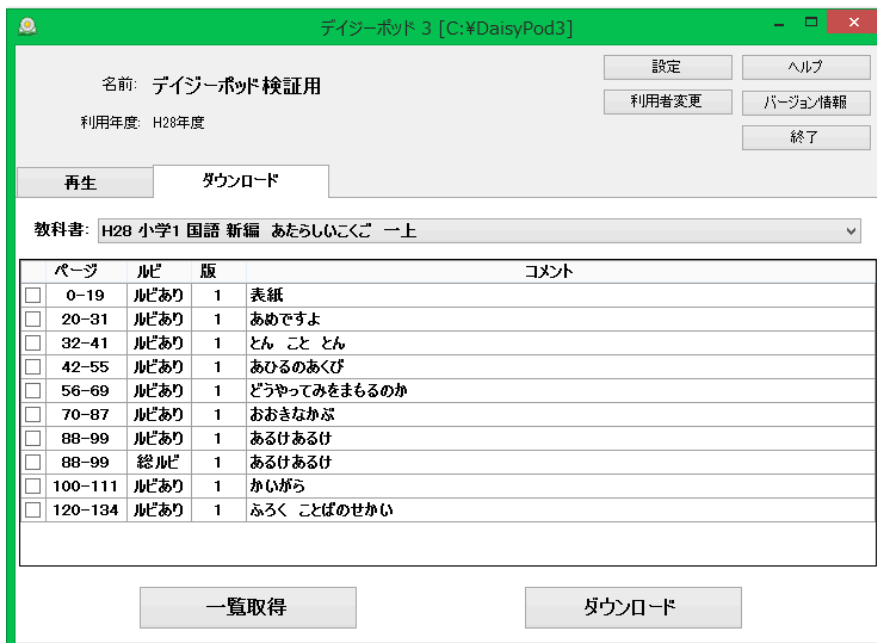 デイジーポッド 3 [C:¥DaisyPod3]
名前: デイジーポッド検証用
利用年度: H28年度
設定 ヘルプ
利用者変更 バージョン情報
終了
再生 ダウンロード
教科書: H28 小学1 国語 新編 あたらしいこくご 一上
ページ ルビ 版 コメント
0-19 ルビあり 1 表紙
20-31 ルビあり 1 あめですよ
32-41 ルビあり 1 とん こと とん
42-55 ルビあり 1 あひるのあくび
56-69 ルビあり 1 どうやってみをまもるのか
70-87 ルビあり 1 おおきなかぶ
88-99 ルビあり 1 あるけあるけ
88-99 総ルビ 1 あるけあるけ
100-111 ルビあり 1 かいがら
120-134 ルビあり 1 ふろく ことばのせかい
一覧取得 ダウンロード